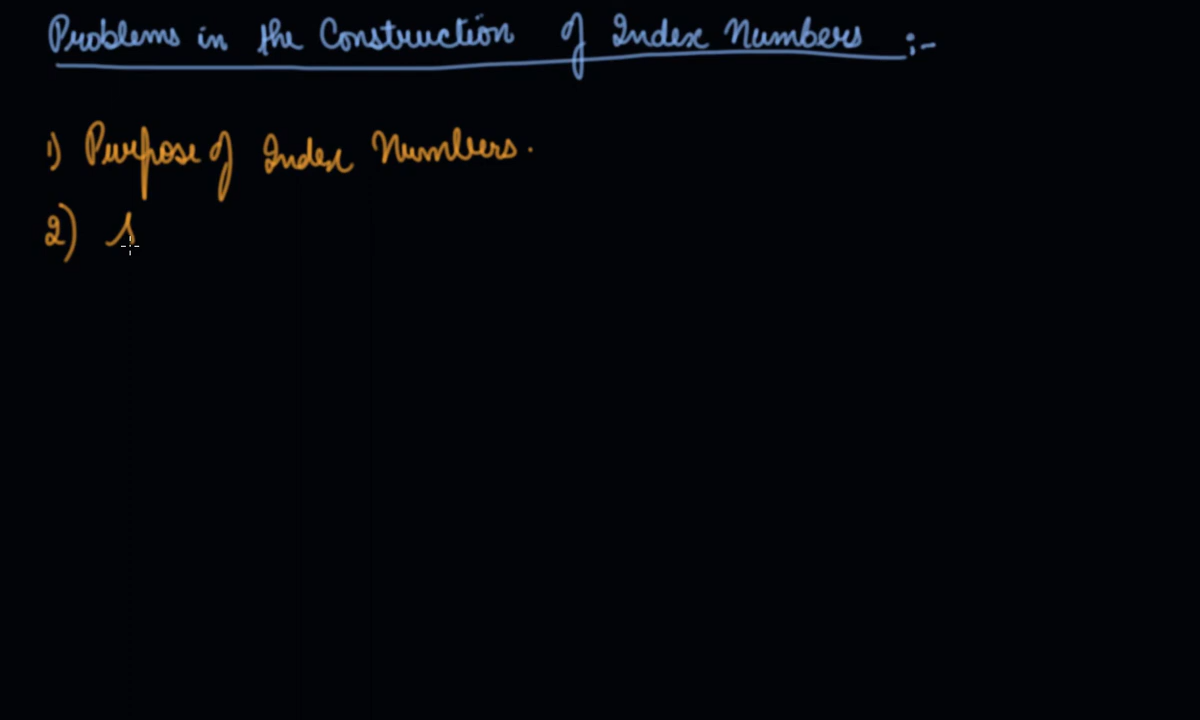 Problems in the Construction of Index Numbers :-
1) Purpose of Index Numbers.
2) S